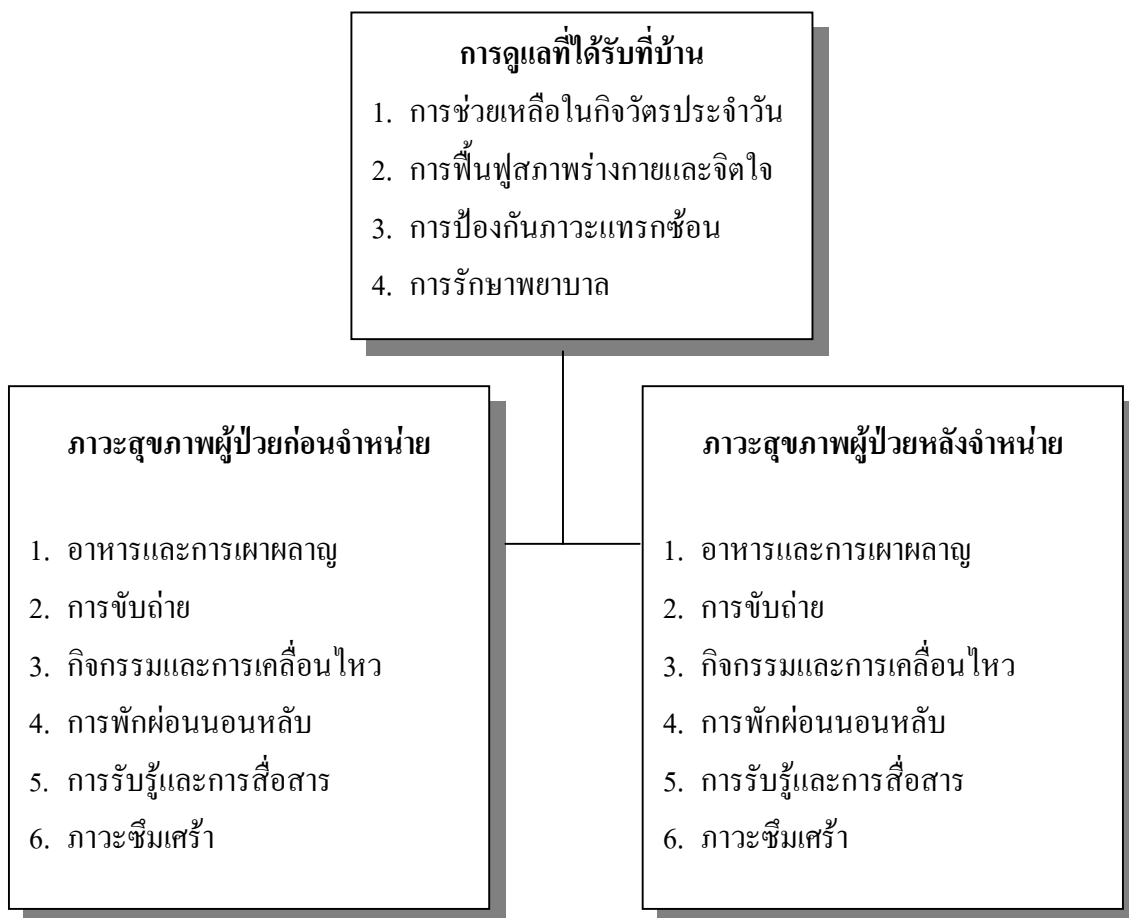 การดูแลที่ได้รับที่บ้าน
1. การช่วยเหลือในกิจวัตรประจำวัน
2. การฟื้นฟูสภาพร่างกายและจิตใจ
3. การป้องกันภาวะแทรกซ้อน
4. การรักษาพยาบาล
ภาวะสุขภาพผู้ป่วยก่อนจำหน่าย
1. อาหารและการเผาผลาญ
2. การขับถ่าย
3. กิจกรรมและการเคลื่อนไหว
4. การพักผ่อนนอนหลับ
5. การรับรู้และการสื่อสาร
6. ภาวะซึมเศร้า
ภาวะสุขภาพผู้ป่วยหลังจำหน่าย
1. อาหารและการเผาผลาญ
2. การขับถ่าย
3. กิจกรรมและการเคลื่อนไหว
4. การพักผ่อนนอนหลับ
5. การรับรู้และการสื่อสาร
6. ภาวะซึมเศร้า